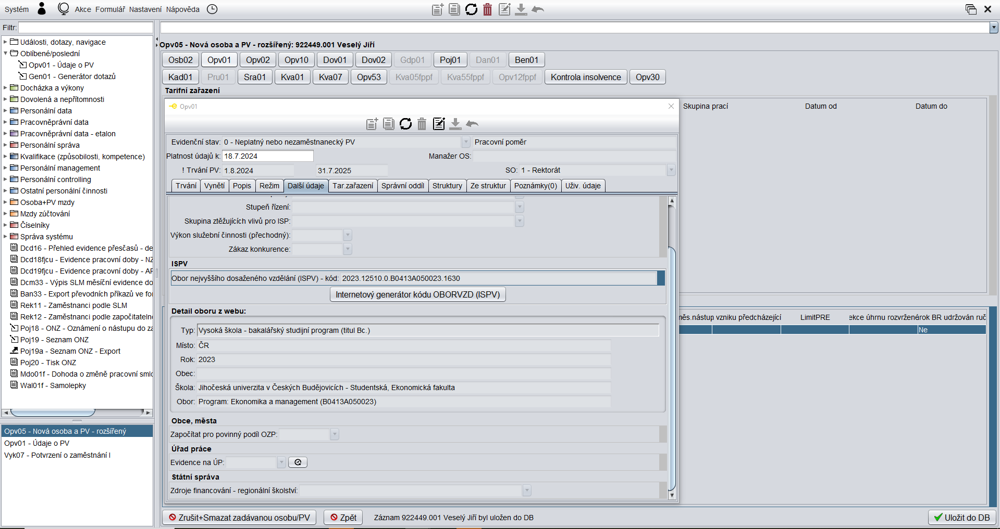 Systém Akce Formulář Nastavení Nápověda
Filtr:
Události, dotazy, navigace
Oblíbené/poslední
Opv01 - Údaje o PV
Gen01 - Generátor dotazů
Docházka a výkony
Dovolená a nepřítomnosti
Personální data
Pracovněprávní data
Pracovněprávní data - etalon
Personální správa
Kvalifikace (způsobilosti, kompetence)
Personální management
Personální controlling
Ostatní personální činnosti
Osoba+PV mzdy
Mzdy zúčtování
Číselníky
Správa systému
Dcd16 - Přehled evidence přesčasů - de
Dcd18fjcu - Evidence pracovní doby - NZ
Dcd19fjcu - Evidence pracovní doby - AF
Dcm33 - Výpis SLM měsíční evidence do
Ban33 - Export převodních příkazů ve for
Rek11 - Zaměstnanci podle SLM
Rek12 - Zaměstnanci podle započitateln
Poj18 - ONZ - Oznámení o nástupu do za
Poj19 - Seznam ONZ
Poj19a - Seznam ONZ - Export
Poj20 - Tisk ONZ
Mdo01f - Dohoda o změně pracovní smlo
Wal01f - Samolepky
Opv05 - Nová osoba a PV - rozšířený
Opv01 - Údaje o PV
Vyk07 - Potvrzení o zaměstnání I
Opv05 - Nová osoba a PV - rozšířený: 922449.001 Veselý Jiří
Osb02 Opv01 Opv02 Opv10 Dov01 Dov02 Gdp01 Poj01 Dan01 Ben01
Kad01 Pru01 Sra01 Kva01 Kva07 Opv53 Kva05fppf Kva55fppf Opv12fppf Kontrola insolvence Opv30
Tarifní zařazení
Skupina prací Datum od Datum do
Opv01
Evidenční stav: 0 - Neplatný nebo nezaměstnanecký PV Pracovní poměr
Platnost údajů k: 18.7.2024 Manažer OS:
! Trvání PV: 1.8.2024 31.7.2025 SO: 1 - Rektorát
Trvání Vynětí Popis Režim Další údaje Tar.zařazení Správní oddíl Struktury Ze struktur Poznámky(0) Uživ. údaje
Stupeň řízení:
Skupina ztěžujících vlivů pro ISP:
Výkon služební činnosti (přechodný):
Zákaz konkurence:
ISPV
Obor nejvyššího dosaženého vzdělání (ISPV) - kód: 2023.12510.0.B0413A050023.1630
Internetový generátor kódu OBORVZD (ISPV)
Detail oboru z webu:
Typ: Vysoká škola - bakalářský studijní program (titul Bc.)
Místo: ČR
Rok: 2023
Obec:
Škola: Jihočeská univerzita v Českých Budějovicích - Studentská, Ekonomická fakulta
Obor: Program: Ekonomika a management (B0413A050023)
Obce, města
Započítat pro povinný podíl OZP:
Úřad práce
Evidence na ÚP:
Státní správa
Zdroje financování - regionální školství:
něs.nástup vzniku předcházející LimitPRE ekce úhrnu rozvržené rok BR udržován ruč
Ne
Zrušit+Smazat zadávanou osobu/PV Zpět Záznam 922449.001 Veselý Jiří byl uložen do DB Uložit do DB